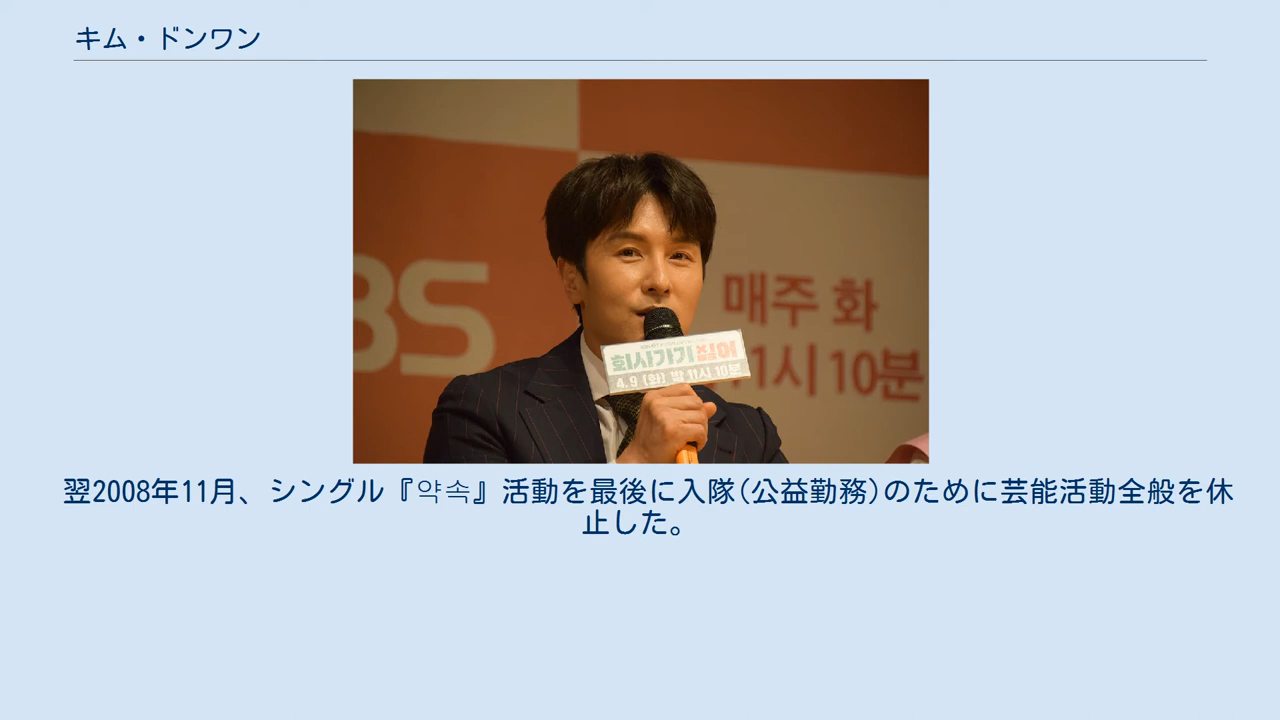 キム・ドンワン
BS
매주 화
11시 10분
회사가기 싫어
4.9 (화) 밤 11시 10분
翌2008年11月、シングル『약속』活動を最後に入隊(公益勤務)のために芸能活動全般を休
止した。